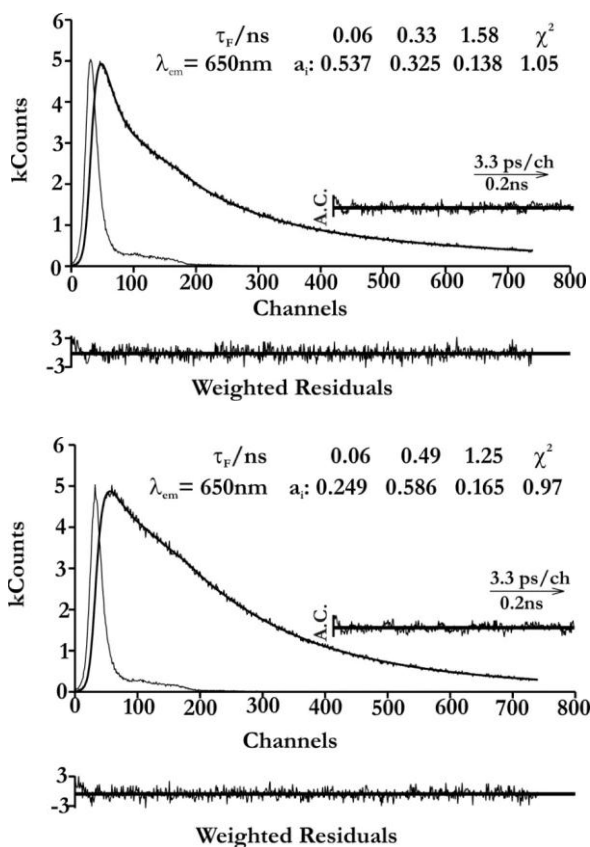 τF/ns 0.06 0.33 1.58 χ²
λem= 650nm ai: 0.537 0.325 0.138 1.05
6
5
4
3
2
1
0
kCounts
3.3 ps/ch
0.2ns
A.C.
0 100 200 300 400 500 600 700 800
Channels
3
-3
Weighted Residuals
τF/ns 0.06 0.49 1.25 χ²
λem= 650nm ai: 0.249 0.586 0.165 0.97
6
5
4
3
2
1
0
kCounts
3.3 ps/ch
0.2ns
A.C.
0 100 200 300 400 500 600 700 800
Channels
3
-3
Weighted Residuals